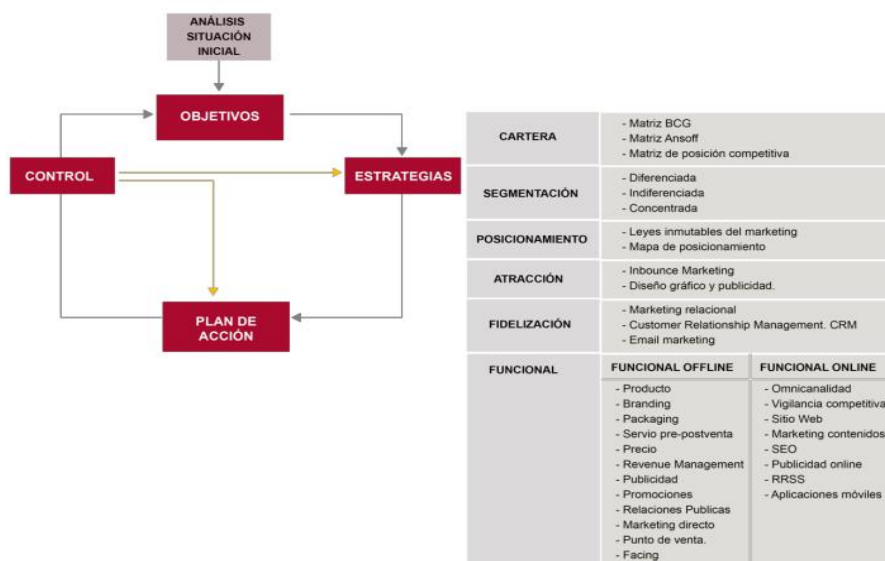 ANÁLISIS
SITUACIÓN
INICIAL
OBJETIVOS
CONTROL
ESTRATEGIAS
PLAN DE
ACCIÓN
CARTERA
- Matriz BCG
- Matriz Ansoff
- Matriz de posición competitiva
SEGMENTACIÓN
- Diferenciada
- Indiferenciada
- Concentrada
POSICIONAMIENTO
- Leyes inmutables del marketing
- Mapa de posicionamiento
ATRACCIÓN
- Inbounce Marketing
- Diseño gráfico y publicidad.
FIDELIZACIÓN
- Marketing relacional
- Customer Relationship Management. CRM
- Email marketing
FUNCIONAL
FUNCIONAL OFFLINE
- Producto
- Branding
- Packaging
- Servio pre-postventa
- Precio
- Revenue Management
- Publicidad
- Promociones
- Relaciones Publicas
- Marketing directo
- Punto de venta.
- Facing
FUNCIONAL ONLINE
- Omnicanalidad
- Vigilancia competitiva
- Sitio Web
- Marketing contenidos
- SEO
- Publicidad online
- RRSS
- Aplicaciones móviles